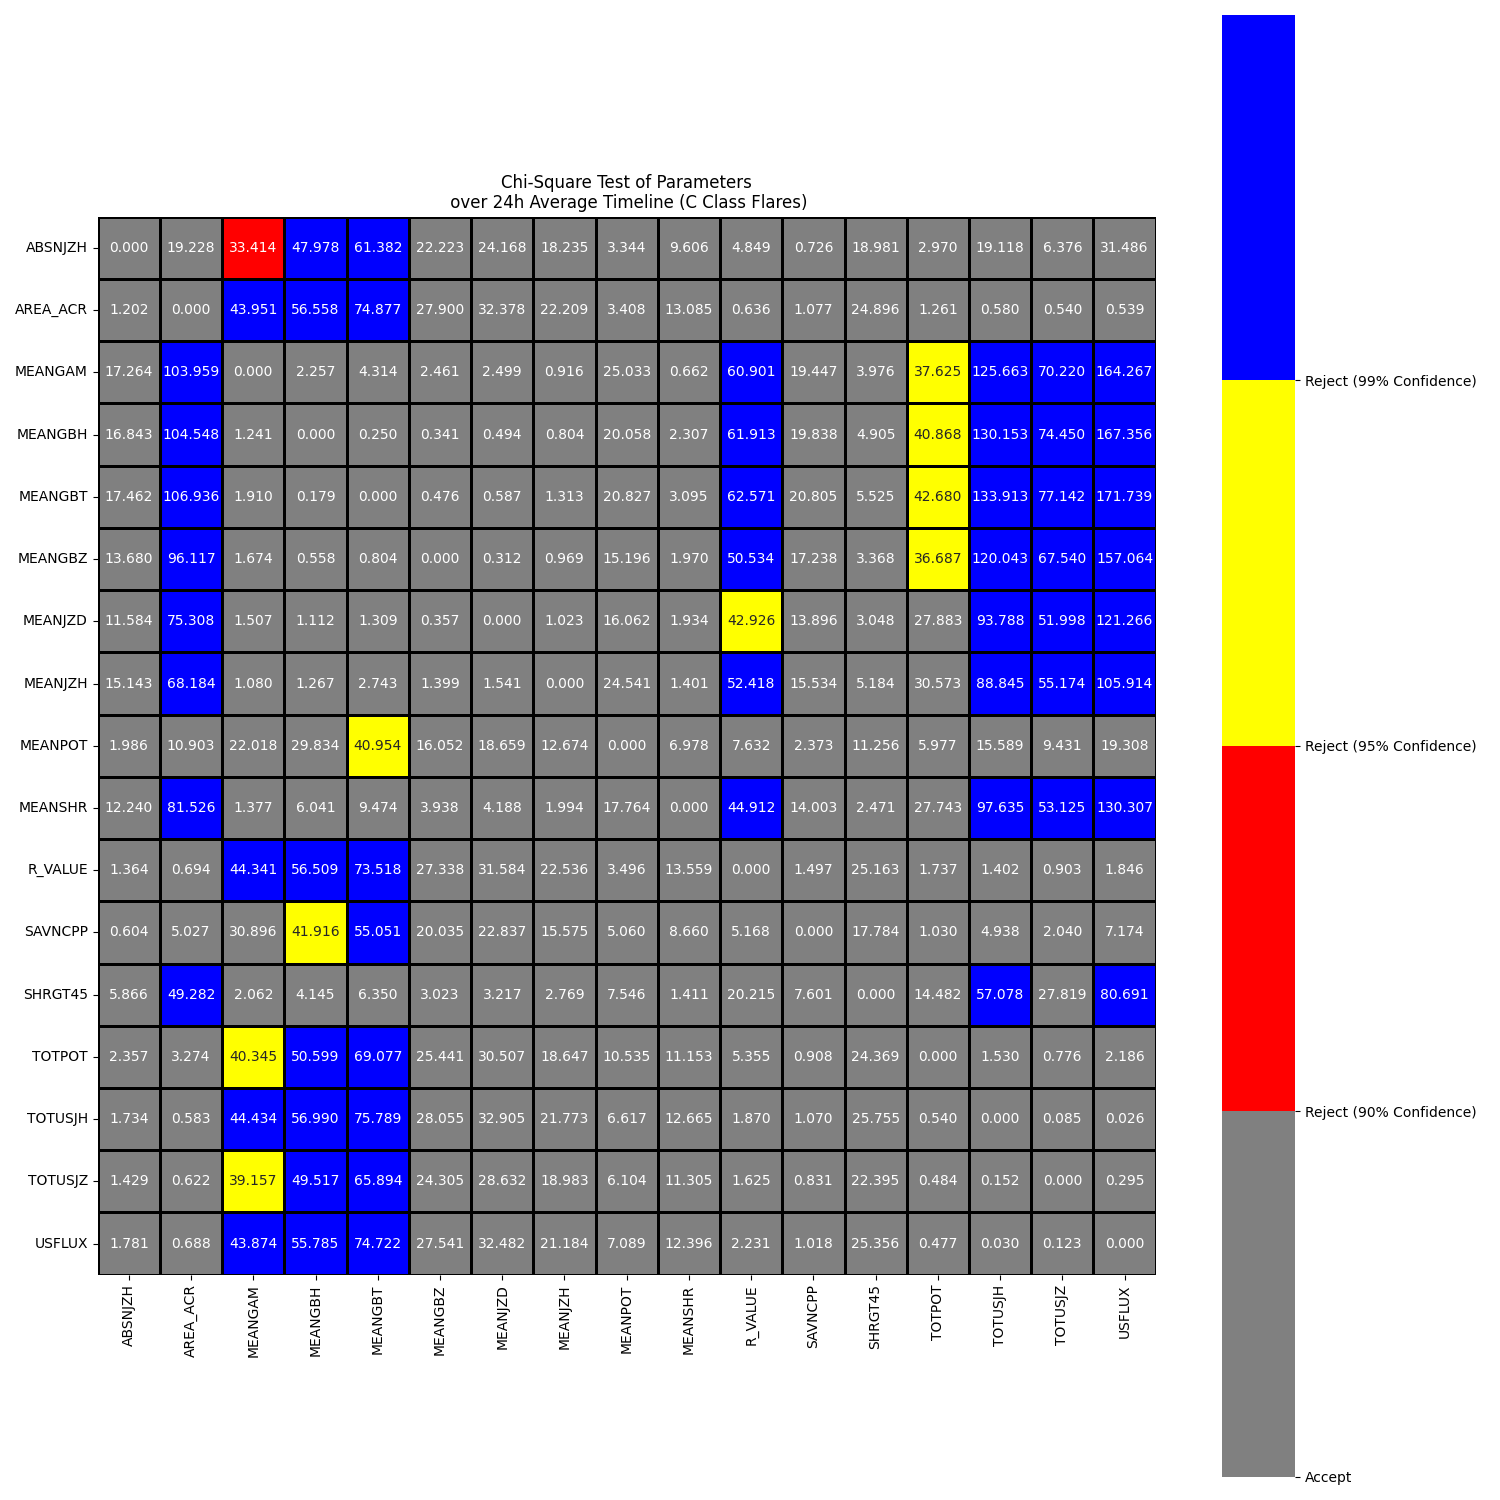 Chi-Square Test of Parameters
over 24h Average Timeline (C Class Flares)
ABSNJZH 0.000 19.228 33.414 47.978 61.382 22.223 24.168 18.235 3.344 9.606 4.849 0.726 18.981 2.970 19.118 6.376 31.486
AREA_ACR 1.202 0.000 43.951 56.558 74.877 27.900 32.378 22.209 3.408 13.085 0.636 1.077 24.896 1.261 0.580 0.540 0.539
MEANGAM 17.264 103.959 0.000 2.257 4.314 2.461 2.499 0.916 25.033 0.662 60.901 19.447 3.976 37.625 125.663 70.220 164.267
MEANGBH 16.843 104.548 1.241 0.000 0.250 0.341 0.494 0.804 20.058 2.307 61.913 19.838 4.905 40.868 130.153 74.450 167.356
MEANGBT 17.462 106.936 1.910 0.179 0.000 0.476 0.587 1.313 20.827 3.095 62.571 20.805 5.525 42.680 133.913 77.142 171.739
MEANGBZ 13.680 96.117 1.674 0.558 0.804 0.000 0.312 0.969 15.196 1.970 50.534 17.238 3.368 36.687 120.043 67.540 157.064
MEANJZD 11.584 75.308 1.507 1.112 1.309 0.357 0.000 1.023 16.062 1.934 42.926 13.896 3.048 27.883 93.788 51.998 121.266
MEANJZH 15.143 68.184 1.080 1.267 2.743 1.399 1.541 0.000 24.541 1.401 52.418 15.534 5.184 30.573 88.845 55.174 105.914
MEANPOT 1.986 10.903 22.018 29.834 40.954 16.052 18.659 12.674 0.000 6.978 7.632 2.373 11.256 5.977 15.589 9.431 19.308
MEANSHR 12.240 81.526 1.377 6.041 9.474 3.938 4.188 1.994 17.764 0.000 44.912 14.003 2.471 27.743 97.635 53.125 130.307
R_VALUE 1.364 0.694 44.341 56.509 73.518 27.338 31.584 22.536 3.496 13.559 0.000 1.497 25.163 1.737 1.402 0.903 1.846
SAVNCPP 0.604 5.027 30.896 41.916 55.051 20.035 22.837 15.575 5.060 8.660 5.168 0.000 17.784 1.030 4.938 2.040 7.174
SHRGT45 5.866 49.282 2.062 4.145 6.350 3.023 3.217 2.769 7.546 1.411 20.215 7.601 0.000 14.482 57.078 27.819 80.691
TOTPOT 2.357 3.274 40.345 50.599 69.077 25.441 30.507 18.647 10.535 11.153 5.355 0.908 24.369 0.000 1.530 0.776 2.186
TOTUSJH 1.734 0.583 44.434 56.990 75.789 28.055 32.905 21.773 6.617 12.665 1.870 1.070 25.755 0.540 0.000 0.085 0.026
TOTUSJZ 1.429 0.622 39.157 49.517 65.894 24.305 28.632 18.983 6.104 11.305 1.625 0.831 22.395 0.484 0.152 0.000 0.295
USFLUX 1.781 0.688 43.874 55.785 74.722 27.541 32.482 21.184 7.089 12.396 2.231 1.018 25.356 0.477 0.030 0.123 0.000
ABSNJZH AREA_ACR MEANGAM MEANGBH MEANGBT MEANGBZ MEANJZD MEANJZH MEANPOT MEANSHR R_VALUE SAVNCPP SHRGT45 TOTPOT TOTUSJH TOTUSJZ USFLUX
Reject (99% Confidence)
Reject (95% Confidence)
Reject (90% Confidence)
Accept